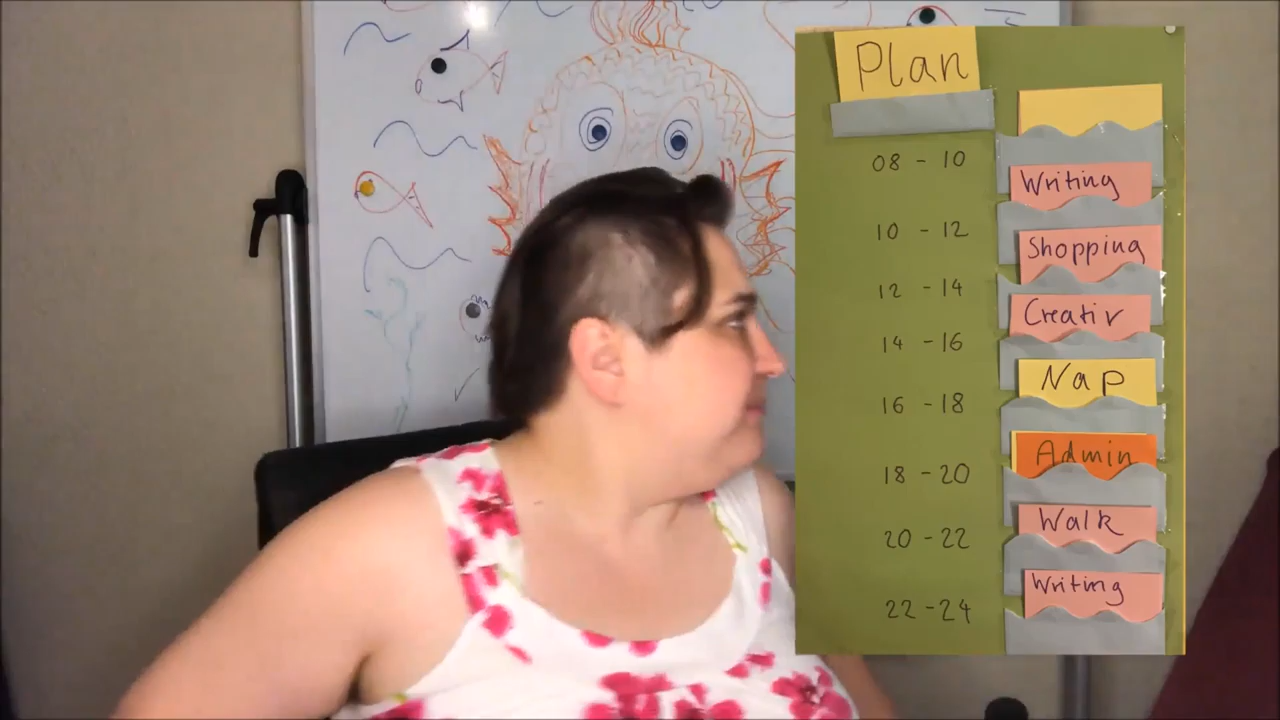 Plan
08 - 10
Writing
10 - 12
Shopping
12 - 14
Creativ
14 - 16
Nap
16 - 18
Admin
18 - 20
Walk
20 - 22
Writing
22 - 24